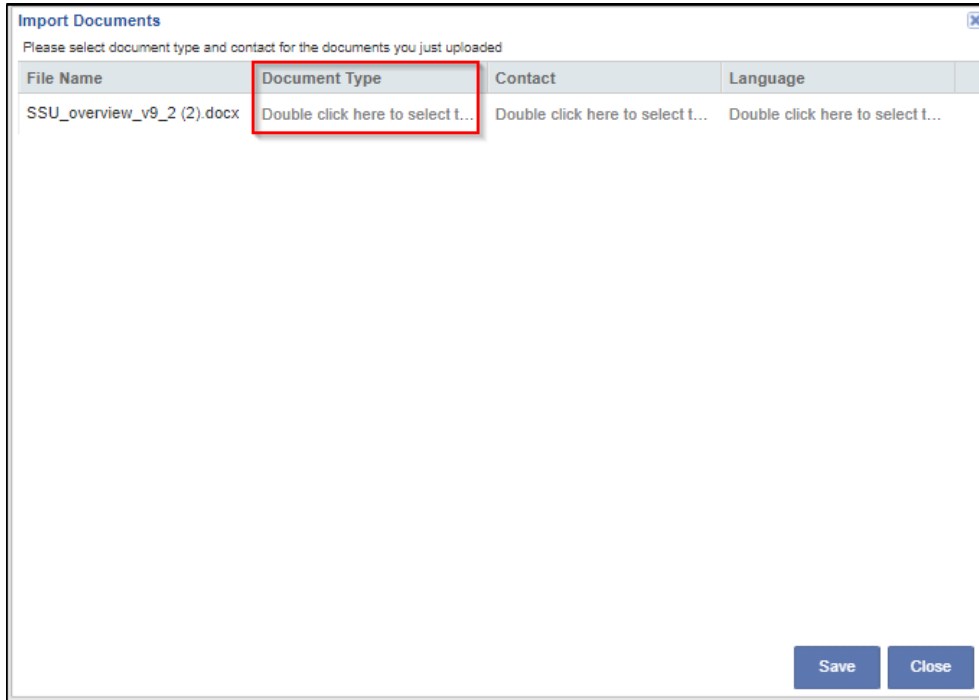 Import Documents
Please select document type and contact for the documents you just uploaded
File Name Document Type Contact Language
SSU_overview_v9_2 (2).docx Double click here to select t... Double click here to select t... Double click here to select t...
Save Close